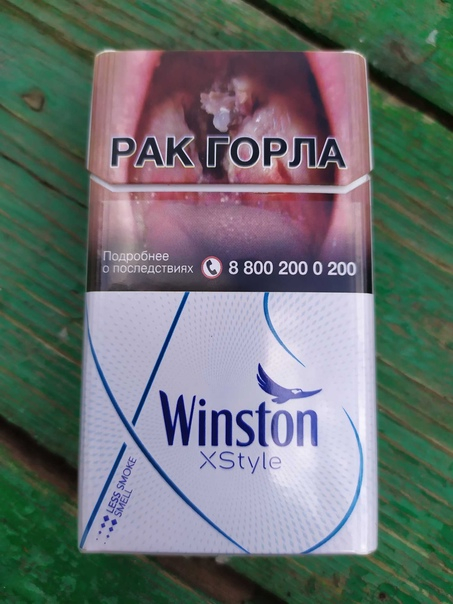 РАК ГОРЛА
Подробнее
о последствиях
8 800 200 0 200
Winston
XStyle
LESS SMOKE
SMELL